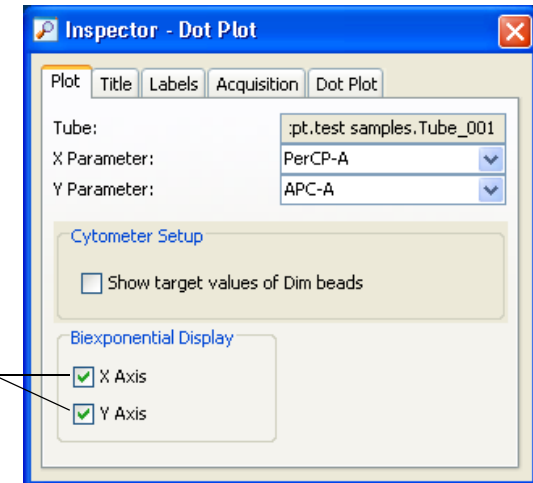 Inspector - Dot Plot
Plot Title Labels Acquisition Dot Plot
Tube: :pt.test samples.Tube_001
X Parameter: PerCP-A
Y Parameter: APC-A
Cytometer Setup
Show target values of Dim beads
Biexponential Display
X Axis
Y Axis